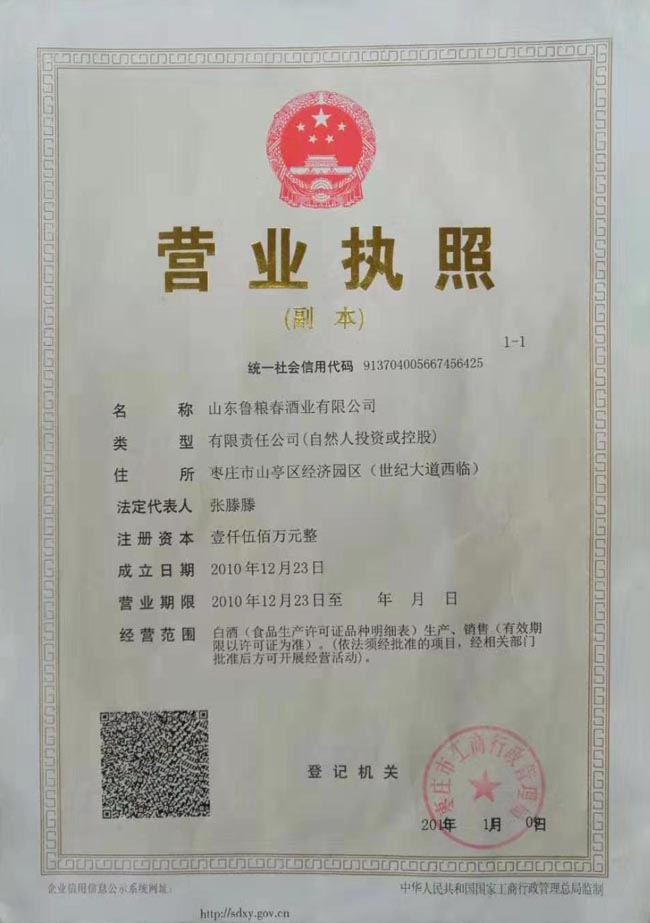 营业执照
(副 本)
1-1
统一社会信用代码 913704005667456425
名 称 山东鲁粮春酒业有限公司
类 型 有限责任公司(自然人投资或控股)
住 所 枣庄市山亭区经济园区（世纪大道西临）
法定代表人 张滕滕
注册资本 壹仟伍佰万元整
成立日期 2010年12月23日
营业期限 2010年12月23日至 年 月 日
经营范围 白酒（食品生产许可证品种明细表）生产、销售（有效期
限以许可证为准）。(依法须经批准的项目，经相关部门
批准后方可开展经营活动)。
枣庄市工商行政管理局
登记机关
年 月 日
企业信用信息公示系统网址：
http://sdxy.gov.cn
中华人民共和国国家工商行政管理总局监制